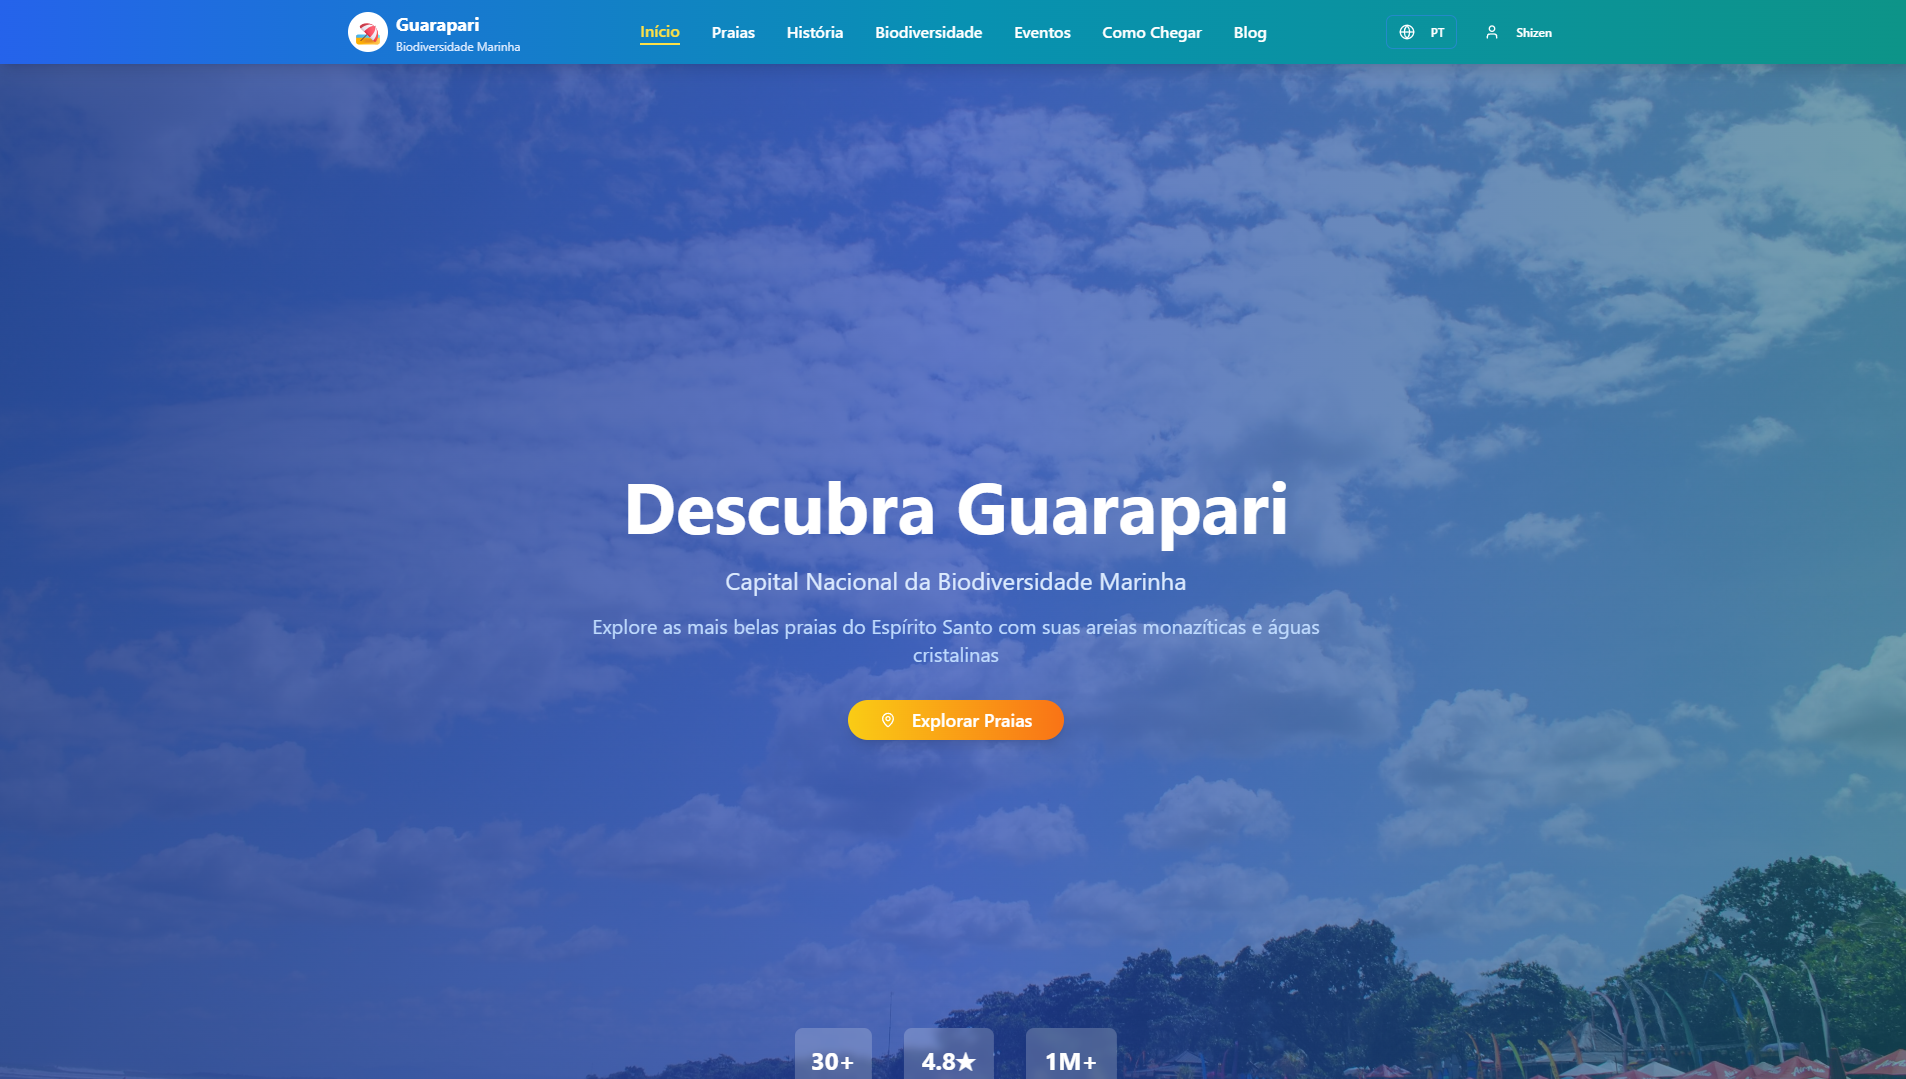 Guarapari
Biodiversidade Marinha
Início
Praias
História
Biodiversidade
Eventos
Como Chegar
Blog
PT
Shizen
Descubra Guarapari
Capital Nacional da Biodiversidade Marinha
Explore as mais belas praias do Espírito Santo com suas areias monazíticas e águas
cristalinas
Explorar Praias
30+
4.8★
1M+